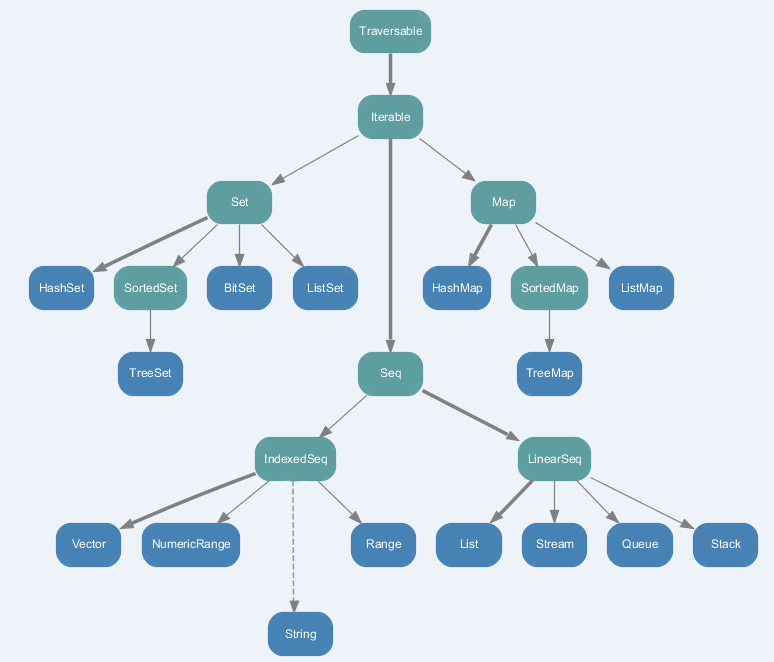 Traversable
Iterable
Set
Map
HashSet
SortedSet
BitSet
ListSet
HashMap
SortedMap
ListMap
TreeSet
Seq
TreeMap
IndexedSeq
LinearSeq
Vector
NumericRange
Range
List
Stream
Queue
Stack
String